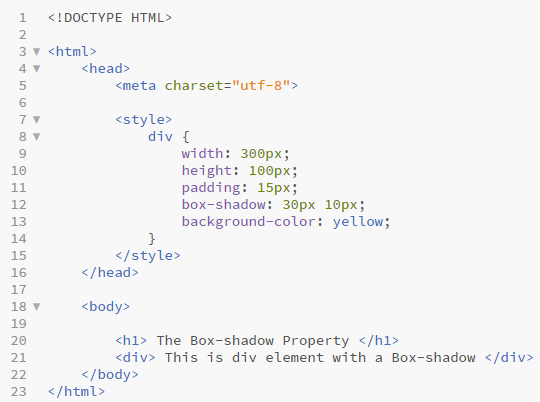 1 <!DOCTYPE HTML>
2
3 <html>
4 <head>
5 <meta charset="utf-8">
6
7 <style>
8 div {
9 width: 300px;
10 height: 100px;
11 padding: 15px;
12 box-shadow: 30px 10px;
13 background-color: yellow;
14 }
15 </style>
16 </head>
17
18 <body>
19
20 <h1> The Box-shadow Property </h1>
21 <div> This is div element with a Box-shadow </div>
22 </body>
23 </html>